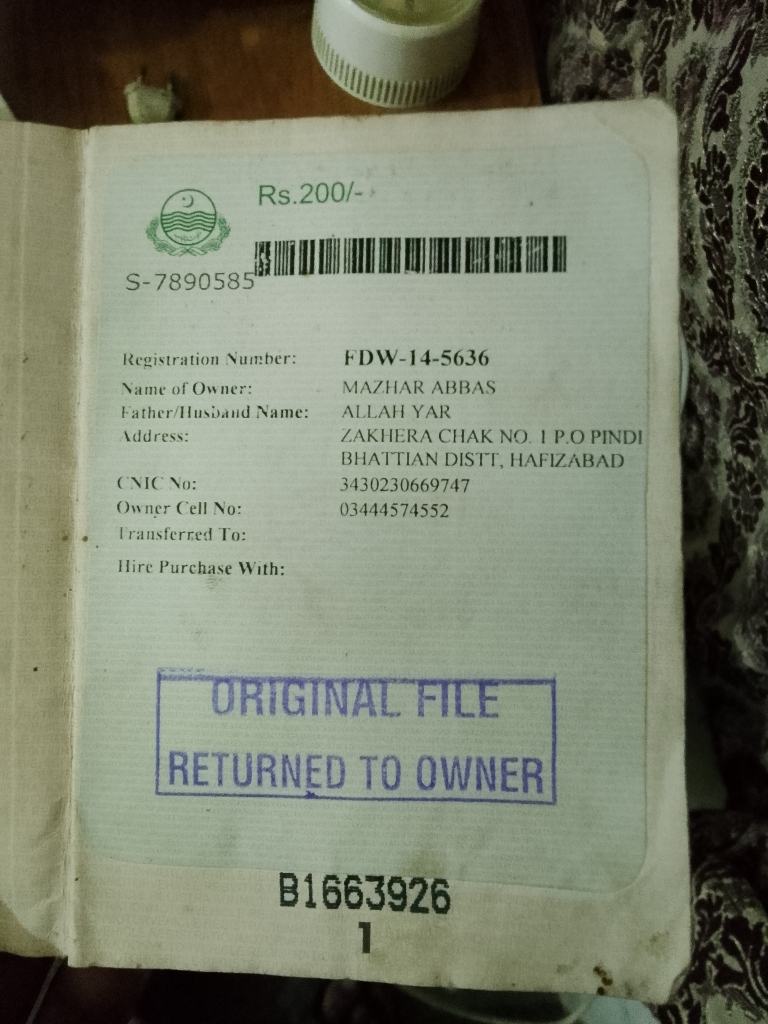 Rs.200/-
S-7890585
Registration Number: FDW-14-5636
Name of Owner: MAZHAR ABBAS
Father/Husband Name: ALLAH YAR
Address: ZAKHERA CHAK NO. 1 P.O PINDI
BHATTIAN DISTT, HAFIZABAD
CNIC No: 3430230669747
Owner Cell No: 03444574552
Transferred To:
Hire Purchase With:
ORIGINAL FILE
RETURNED TO OWNER
B1663926
1